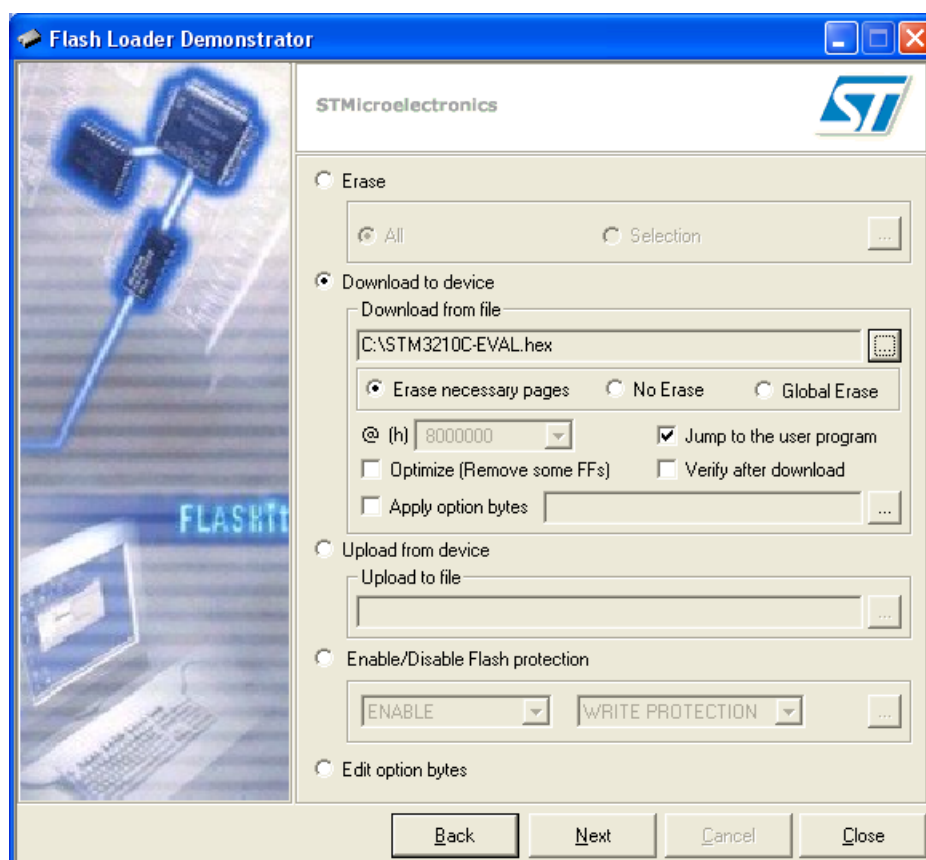 Flash Loader Demonstrator
STMicroelectronics
ST
Erase
All Selection ...
Download to device
Download from file
C:\STM3210C-EVAL.hex ...
Erase necessary pages No Erase Global Erase
@ (h) 8000000 Jump to the user program
Optimize (Remove some FFs) Verify after download
Apply option bytes ...
FLASHit
Upload from device
Upload to file
...
Enable/Disable Flash protection
ENABLE WRITE PROTECTION ...
Edit option bytes
Back Next Cancel Close